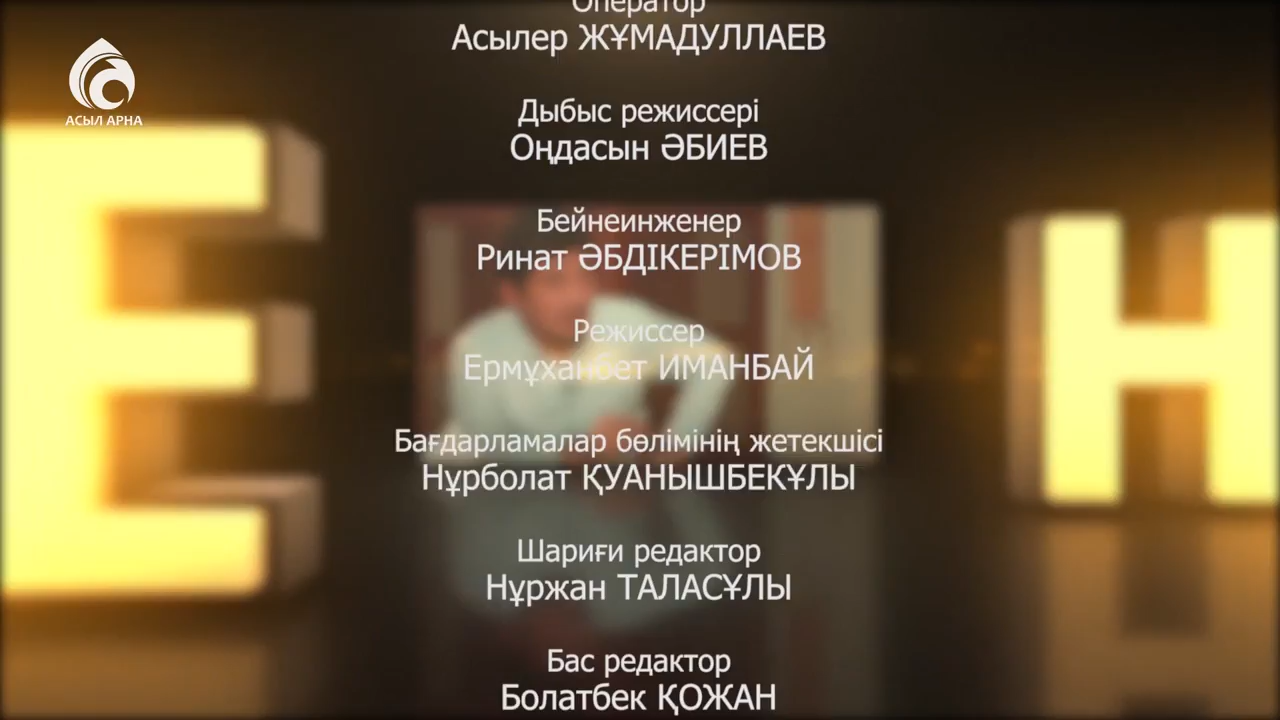 Оператор
Асылер ЖҰМАДУЛЛАЕВ
АСЫЛ АРНА
Дыбыс режиссері
Оңдасын ӘБИЕВ
Бейнеинженер
Ринат ӘБДІКЕРІМОВ
Режиссер
Ермұханбет ИМАНБАЙ
Бағдарламалар бөлімінің жетекшісі
Нұрболат ҚУАНЫШБЕКҰЛЫ
Шариғи редактор
Нұржан ТАЛАСҰЛЫ
Бас редактор
Болатбек ҚОЖАН
Е Н